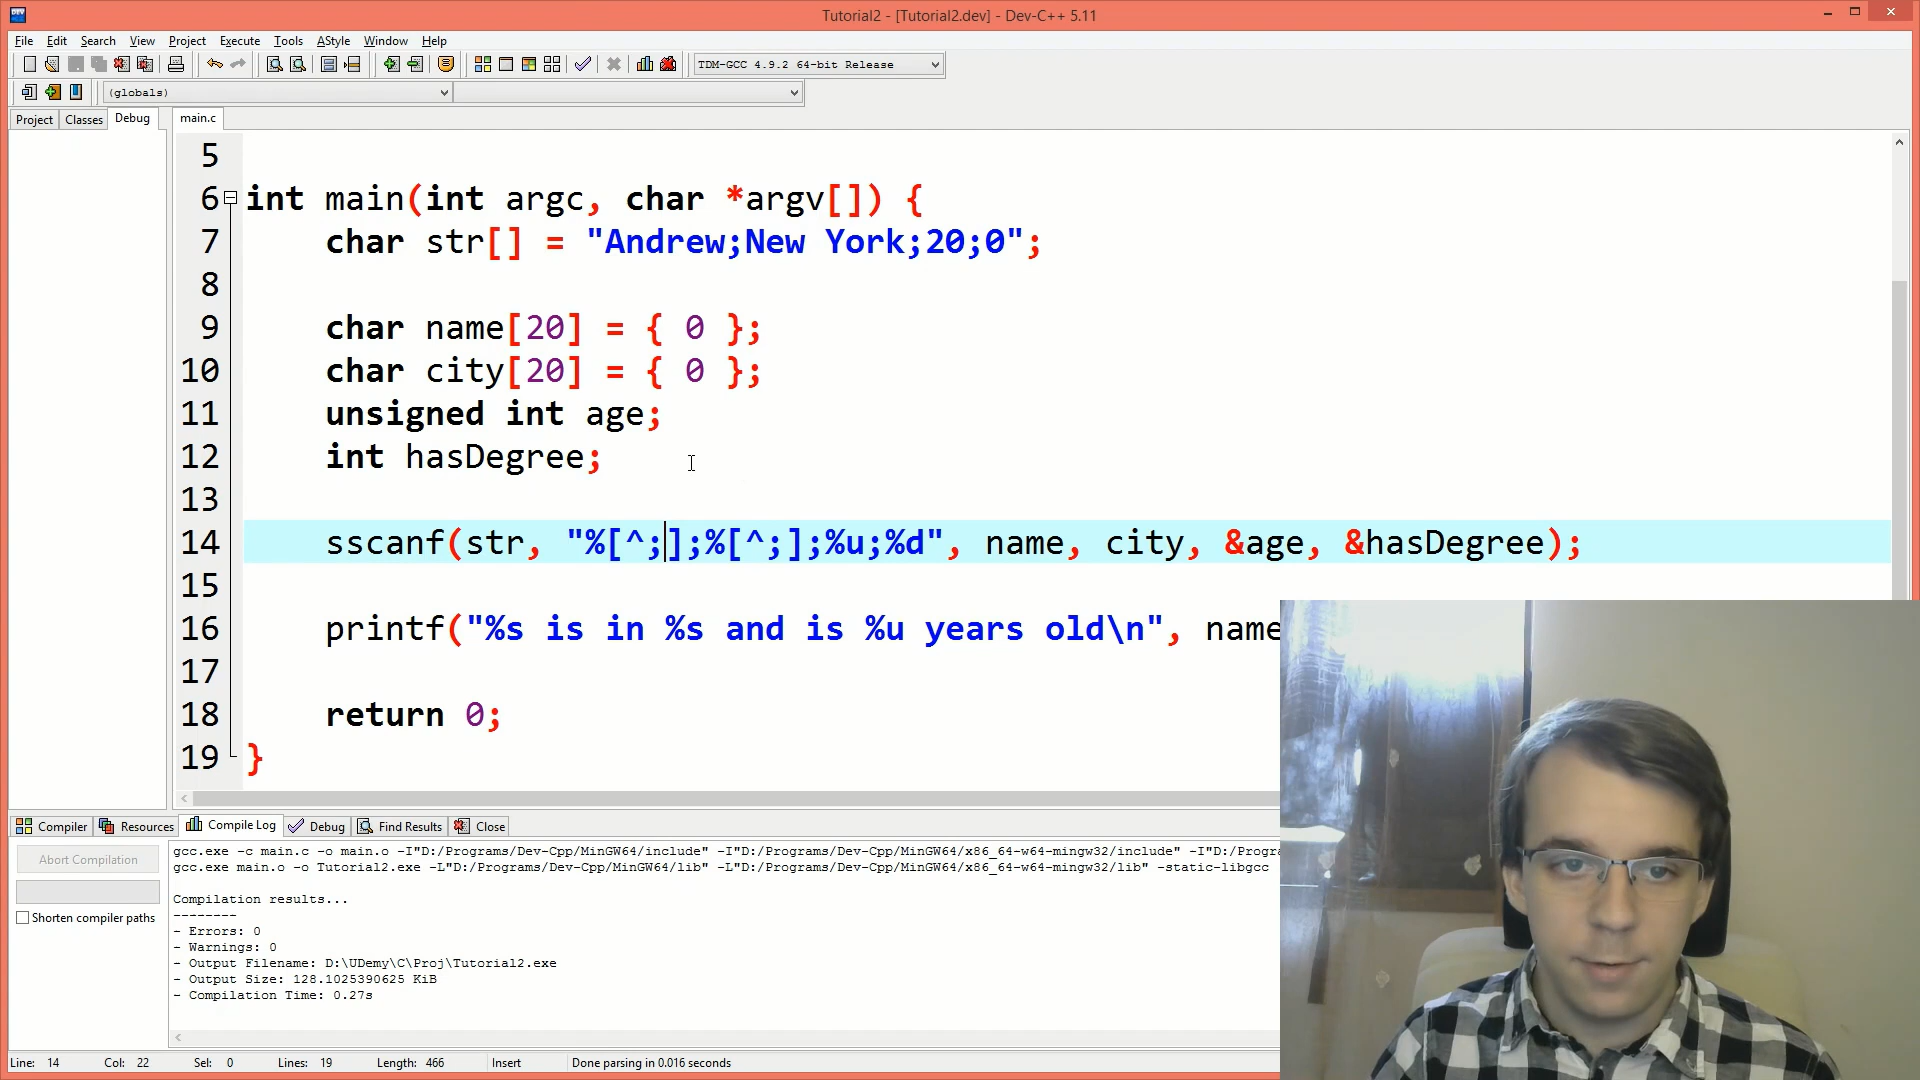 Tutorial2 - [Tutorial2.dev] - Dev-C++ 5.11
File Edit Search View Project Execute Tools AStyle Window Help
TDM-GCC 4.9.2 64-bit Release
(globals)
Project Classes Debug main.c
5
6 int main(int argc, char *argv[]) {
7 char str[] = "Andrew;New York;20;0";
8
9 char name[20] = { 0 };
10 char city[20] = { 0 };
11 unsigned int age;
12 int hasDegree;
13
14 sscanf(str, "%[^;];%[^;];%u;%d", name, city, &age, &hasDegree);
15
16 printf("%s is in %s and is %u years old\n", name
17
18 return 0;
19 }
Compiler Resources Compile Log Debug Find Results Close
Abort Compilation
Shorten compiler paths
gcc.exe -c main.c -o main.o -I"D:/Programs/Dev-Cpp/MinGW64/include" -I"D:/Programs/Dev-Cpp/MinGW64/x86_64-w64-mingw32/include" -I"D:/Progra
gcc.exe main.o -o Tutorial2.exe -L"D:/Programs/Dev-Cpp/MinGW64/lib" -L"D:/Programs/Dev-Cpp/MinGW64/x86_64-w64-mingw32/lib" -static-libgcc
Compilation results...
--------
- Errors: 0
- Warnings: 0
- Output Filename: D:\UDemy\C\Proj\Tutorial2.exe
- Output Size: 128.1025390625 KiB
- Compilation Time: 0.27s
Line: 14 Col: 22 Sel: 0 Lines: 19 Length: 466 Insert Done parsing in 0.016 seconds